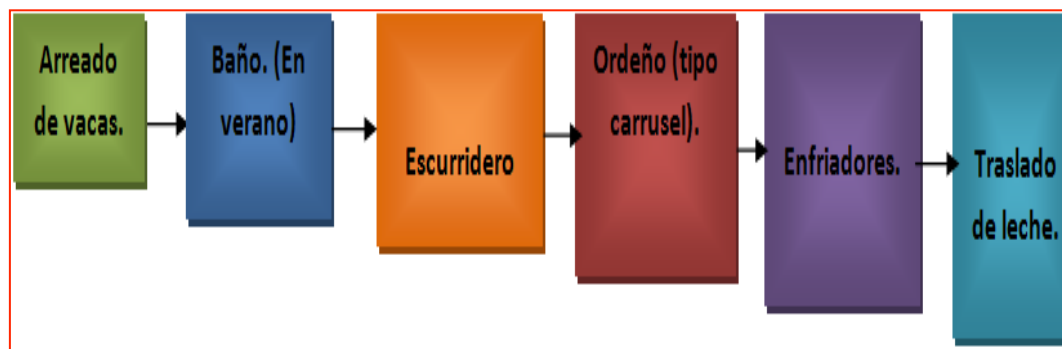 Arreado
de vacas.
Baño. (En
verano)
Escurridero
Ordeño (tipo
carrusel).
Enfriadores.
Traslado
de leche.